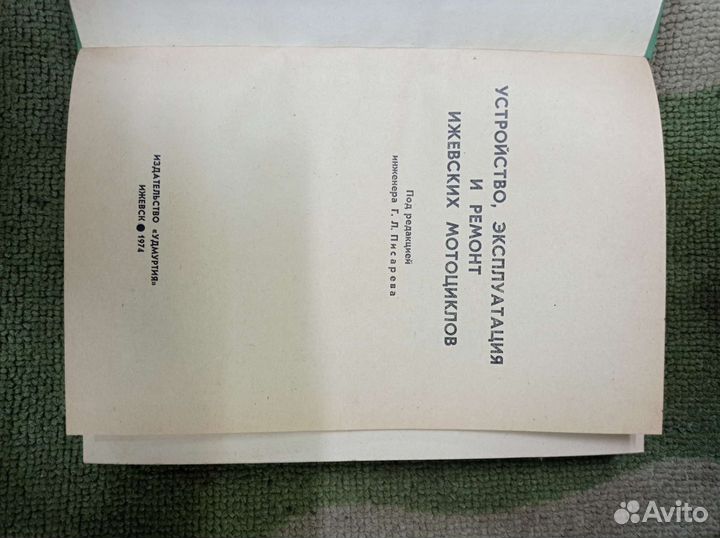 УСТРОЙСТВО, ЭКСПЛУАТАЦИЯ
И РЕМОНТ
ИЖЕВСКИХ МОТОЦИКЛОВ
Под редакцией
инженера Г. Л. Писарева
ИЗДАТЕЛЬСТВО «УДМУРТИЯ»
ИЖЕВСК ● 1974
Avito